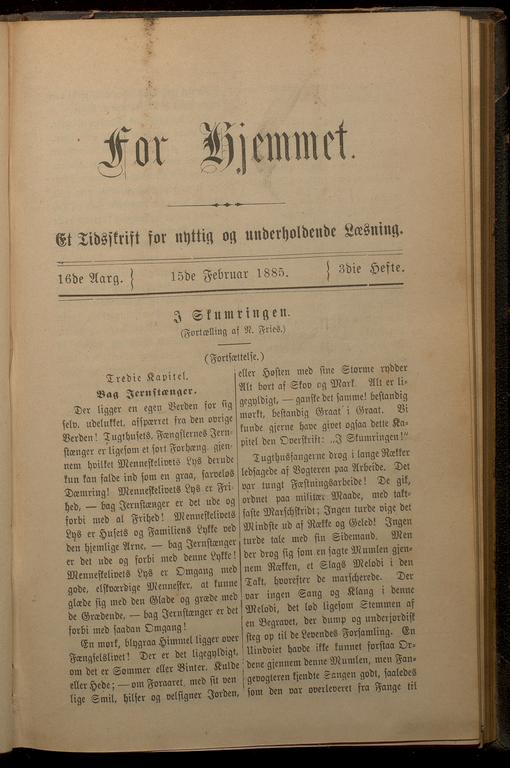 For Hjemmet.
Et Tidsskrift for nyttig og underholdende Læsning.
16de Aarg. } 15de Februar 1885. } 3die Hefte.
I Skumringen.
(Fortælling af N. Fries.)
(Fortsættelse.)
Tredie Kapitel.
Bag Jernstænger.
Der ligger en egen Verden for sig
selv, udelukket, affpærret fra den øvrige
Verden! Tugthusets, Fængslernes Jern-
stænger er ligesom et sort Forhæng, gjen-
nem hvilket Menneskelivets Lys derude
kun kan falde ind som en graa, farveløs
Dæmring! Menneskelivets Lys er Fri-
hed, — bag Jernstænger er det ude og
forbi med al Frihed! Menneskelivets
Lys er Husets og Familiens Lykke ved
den hjemlige Arne, — bag Jernstænger
er det ude og forbi med denne Lykke!
Menneskelivets Lys er Omgang med
gode, elskværdige Mennesker, at kunne
glæde sig med den Glade og græde med
de Grædende, — bag Jernstænger er det
forbi med saadan Omgang!
En mørk, blygraa Himmel ligger over
Fængselslivet! Der er det ligegyldigt,
om det er Sommer eller Vinter, Kulde
eller Hede; — om Foraaret, med sit ven
lige Smil, hilser og velsigner Jorden,
eller Høsten med sine Storme rydder
Alt bort af Skov og Mark. Alt er li-
gegyldigt, — ganske det samme! bestandig
mørkt, bestandig Graat i Graat. Vi
kunde gjerne have givet ogsaa dette Ka-
pitel den Overskrift: „I Skumringen!“
Tugthusfangerne drog i lange Rækker
ledsagede af Vogteren paa Arbeide. Det
var tungt Fæstningsarbeide! De gik,
ordnet paa militær Maade, med takt-
faste Marschskridt; Ingen turde vige det
Mindste ud af Række og Geled! Ingen
turde tale med sin Sidemand. Men
der drog sig som en sagte Mumlen gjen-
nem Rækken, et Slags Melodi i den
Takt, hvorefter de marscherede. Der
var ingen Sang og Klang i denne
Melodi, det lød ligesom Stemmen af
en Begravet, der dump og underjordisk
steg op til de Levendes Forsamling. En
Uindviet havde ikke kunnet forstaa Or-
dene gjennem denne Mumlen, men Fan-
gevogteren kjendte Sangen godt, saaledes
som den var overleveret fra Fange til